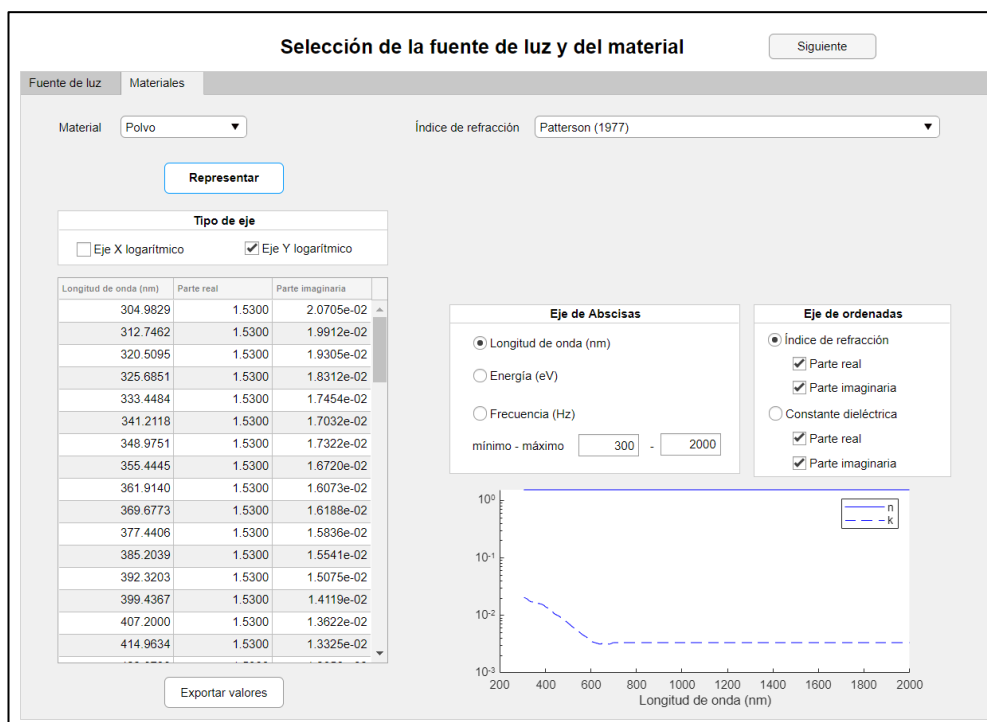 Selección de la fuente de luz y del material
Siguiente
Fuente de luz Materiales
Material Polvo Índice de refracción Patterson (1977)
Representar
Tipo de eje
Eje X logarítmico Eje Y logarítmico
Longitud de onda (nm) Parte real Parte imaginaria
304.9829 1.5300 2.0705e-02
312.7462 1.5300 1.9912e-02
320.5095 1.5300 1.9305e-02
325.6851 1.5300 1.8312e-02
333.4484 1.5300 1.7454e-02
341.2118 1.5300 1.7032e-02
348.9751 1.5300 1.7322e-02
355.4445 1.5300 1.6720e-02
361.9140 1.5300 1.6073e-02
369.6773 1.5300 1.6188e-02
377.4406 1.5300 1.5836e-02
385.2039 1.5300 1.5541e-02
392.3203 1.5300 1.5075e-02
399.4367 1.5300 1.4119e-02
407.2000 1.5300 1.3622e-02
414.9634 1.5300 1.3325e-02
Exportar valores
Eje de Abscisas
Longitud de onda (nm)
Energía (eV)
Frecuencia (Hz)
mínimo - máximo 300 - 2000
Eje de ordenadas
Índice de refracción
Parte real
Parte imaginaria
Constante dieléctrica
Parte real
Parte imaginaria
10⁰
10⁻¹
10⁻²
10⁻³
n
k
200 400 600 800 1000 1200 1400 1600 1800 2000
Longitud de onda (nm)